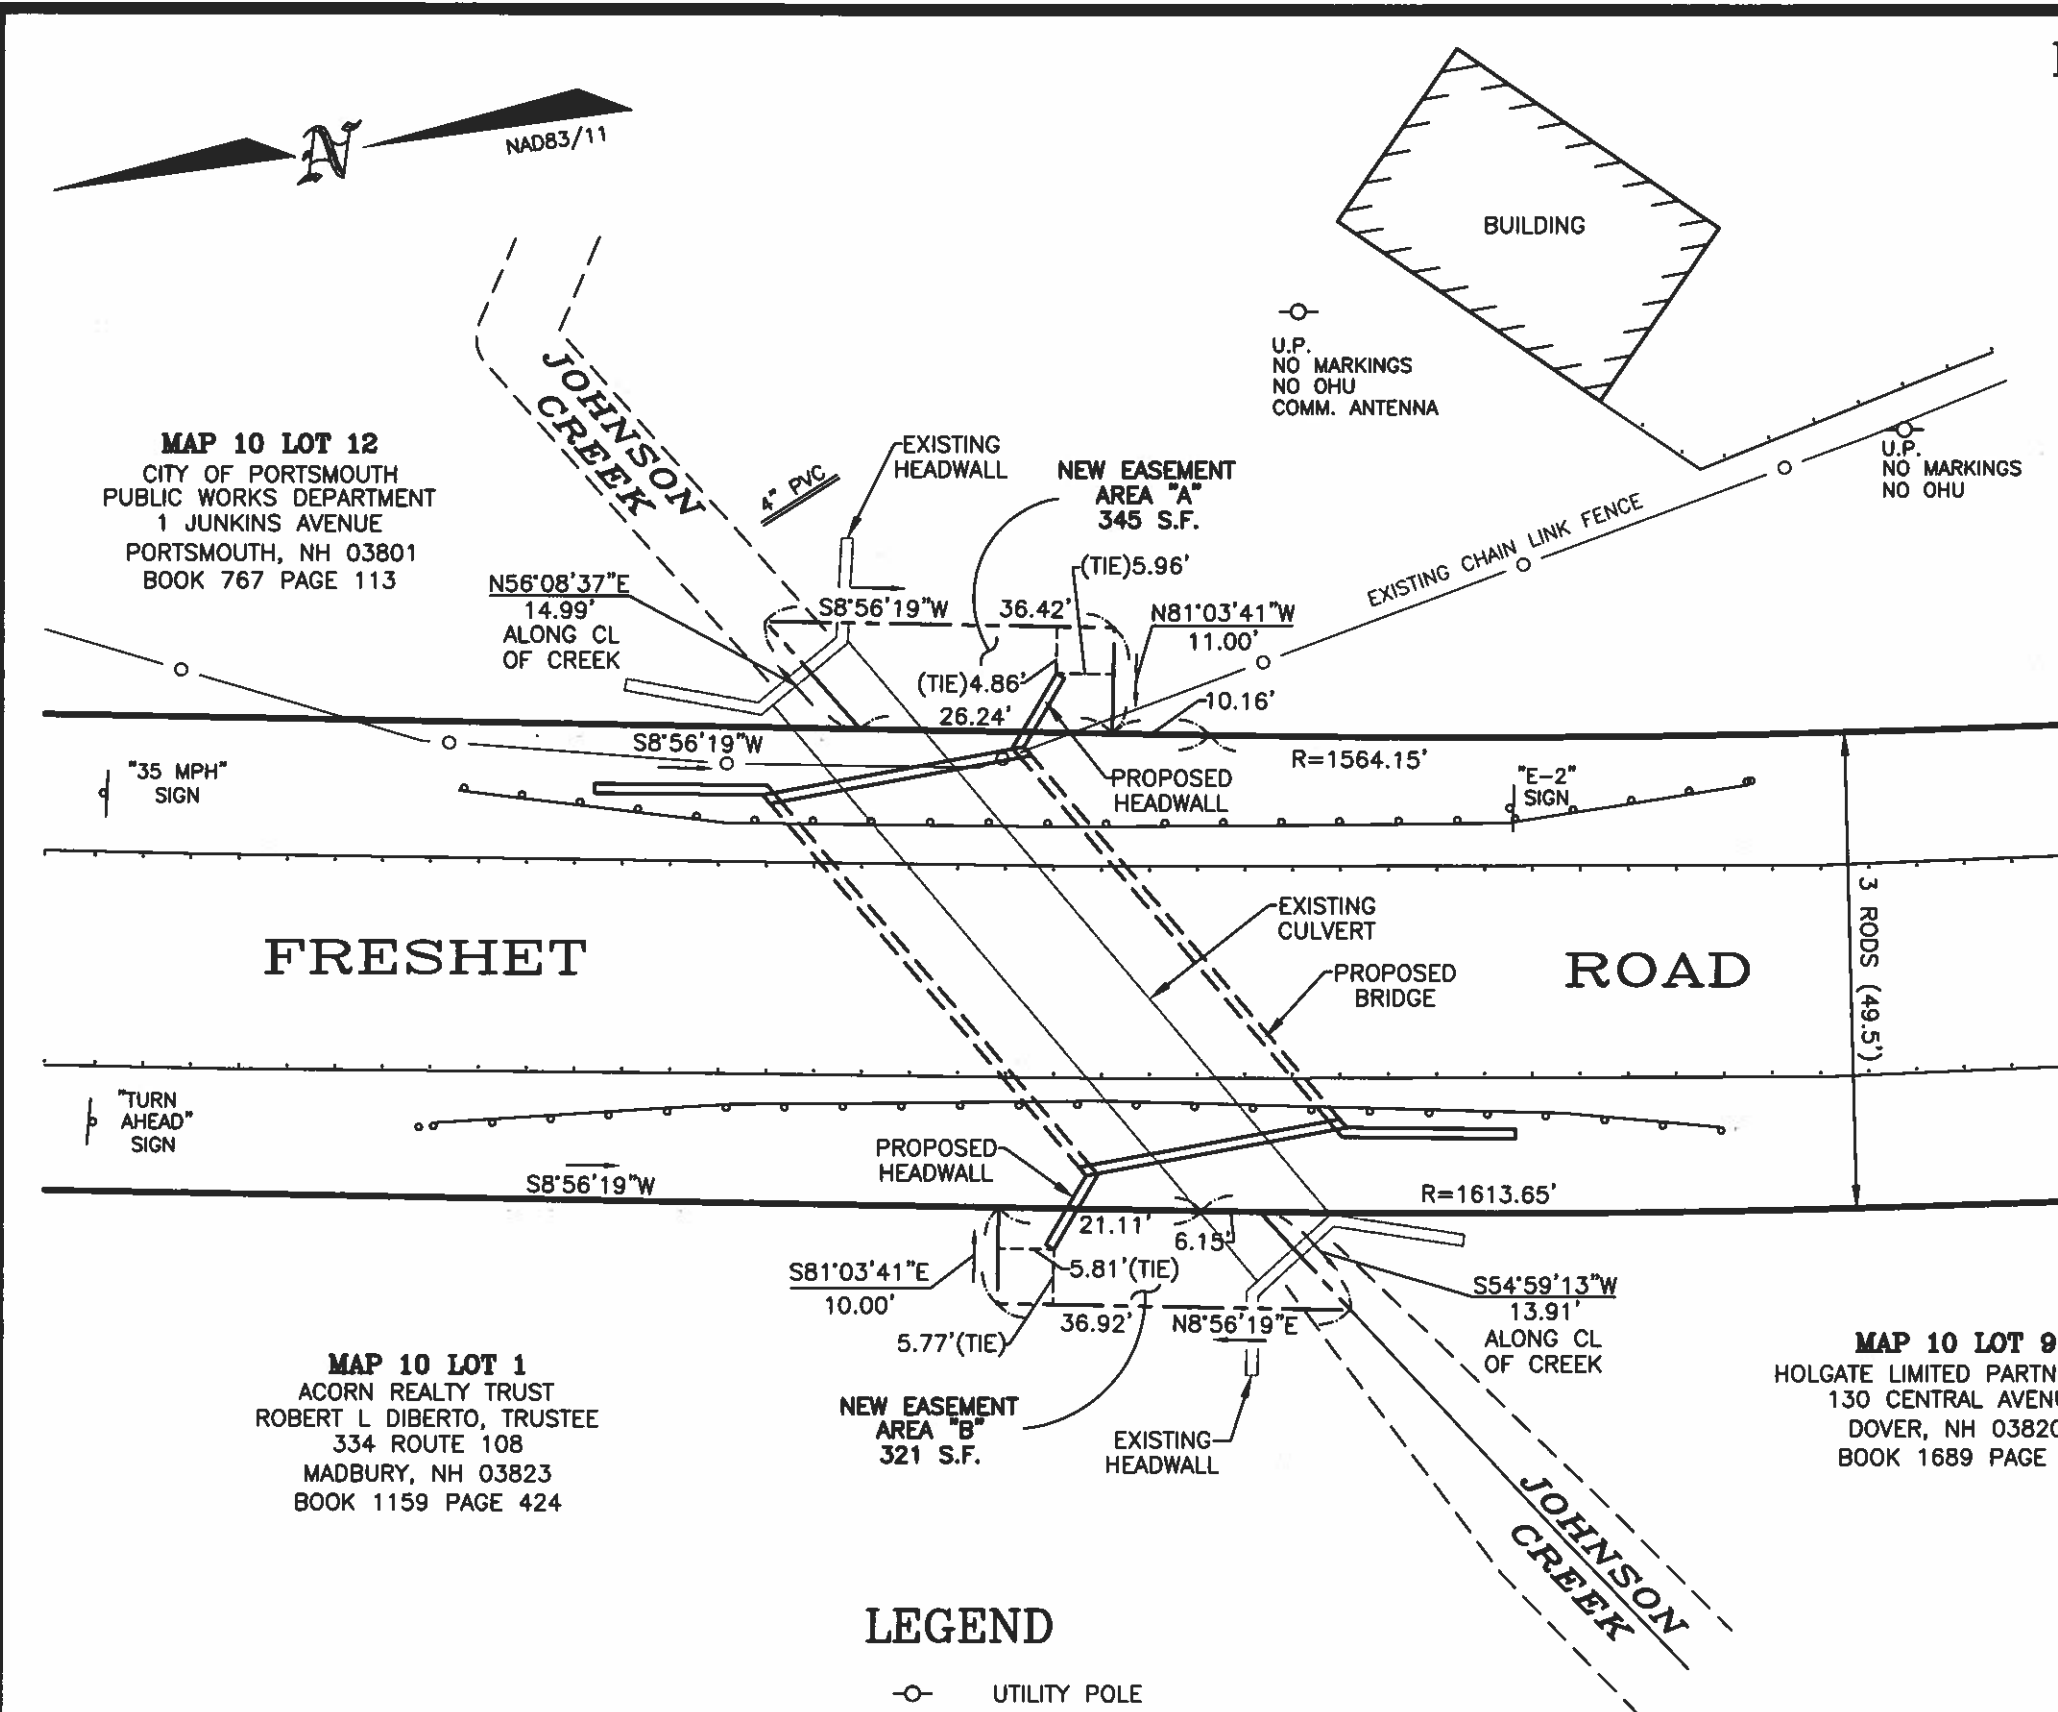 N
NAD83/11
BUILDING
U.P.
NO MARKINGS
NO OHU
COMM. ANTENNA
U.P.
NO MARKINGS
NO OHU
JOHNSON
CREEK
MAP 10 LOT 12
CITY OF PORTSMOUTH
PUBLIC WORKS DEPARTMENT
1 JUNKINS AVENUE
PORTSMOUTH, NH 03801
BOOK 767 PAGE 113
4" PVC
EXISTING
HEADWALL
NEW EASEMENT
AREA "A"
345 S.F.
(TIE)5.96'
EXISTING CHAIN LINK FENCE
N56°08'37"E
14.99'
ALONG CL
OF CREEK
S8°56'19"W
36.42'
N81°03'41"W
11.00'
(TIE)4.86'
26.24'
10.16'
S8°56'19"W
R=1564.15'
"35 MPH"
SIGN
PROPOSED
HEADWALL
"E-2"
SIGN
3 RODS (49.5')
EXISTING
CULVERT
FRESHET
ROAD
PROPOSED
BRIDGE
"TURN
AHEAD"
SIGN
PROPOSED
HEADWALL
S8°56'19"W
R=1613.65'
21.11'
6.15'
S81°03'41"E
10.00'
5.81'(TIE)
S54°59'13"W
13.91'
ALONG CL
OF CREEK
36.92'
N8°56'19"E
5.77'(TIE)
MAP 10 LOT 1
ACORN REALTY TRUST
ROBERT L DIBERTO, TRUSTEE
334 ROUTE 108
MADBURY, NH 03823
BOOK 1159 PAGE 424
NEW EASEMENT
AREA "B"
321 S.F.
EXISTING
HEADWALL
MAP 10 LOT 9
HOLGATE LIMITED PARTN
130 CENTRAL AVENU
DOVER, NH 03820
BOOK 1689 PAGE
JOHNSON
CREEK
LEGEND
UTILITY POLE